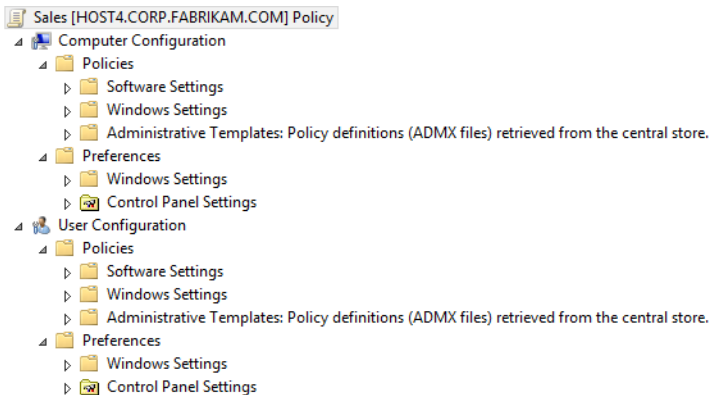 Sales [HOST4.CORP.FABRIKAM.COM] Policy
Computer Configuration
Policies
Software Settings
Windows Settings
Administrative Templates: Policy definitions (ADMX files) retrieved from the central store.
Preferences
Windows Settings
Control Panel Settings
User Configuration
Policies
Software Settings
Windows Settings
Administrative Templates: Policy definitions (ADMX files) retrieved from the central store.
Preferences
Windows Settings
Control Panel Settings